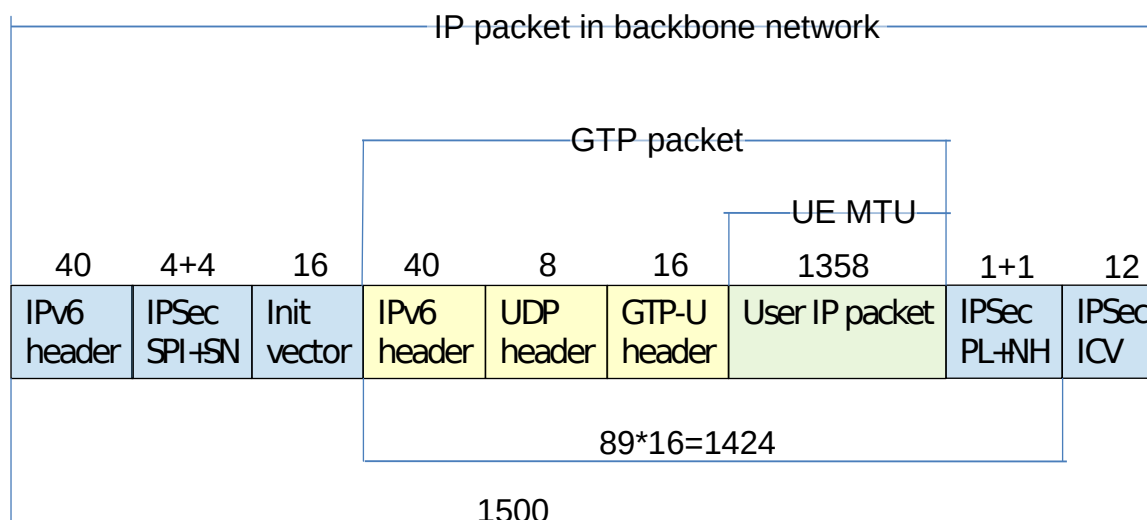 IP packet in backbone network
GTP packet
UE MTU
40 4+4 16 40 8 16 1358 1+1 12
IPv6 IPSec Init IPv6 UDP GTP-U User IP packet IPSec IPSec
header SPI+SN vector header header header PL+NH ICV
89*16=1424
1500